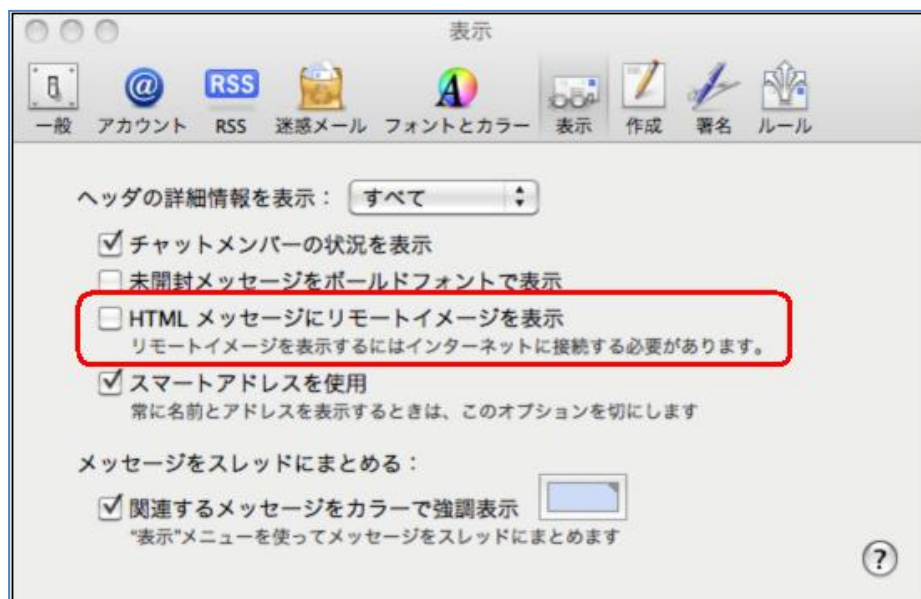 表示
一般 アカウント RSS 迷惑メール フォントとカラー 表示 作成 署名 ルール
ヘッダの詳細情報を表示： すべて
チャットメンバーの状況を表示
未開封メッセージをボールドフォントで表示
HTML メッセージにリモートイメージを表示
リモートイメージを表示するにはインターネットに接続する必要があります。
スマートアドレスを使用
常に名前とアドレスを表示するときは、このオプションを切にします
メッセージをスレッドにまとめる：
関連するメッセージをカラーで強調表示
“表示”メニューを使ってメッセージをスレッドにまとめます
?